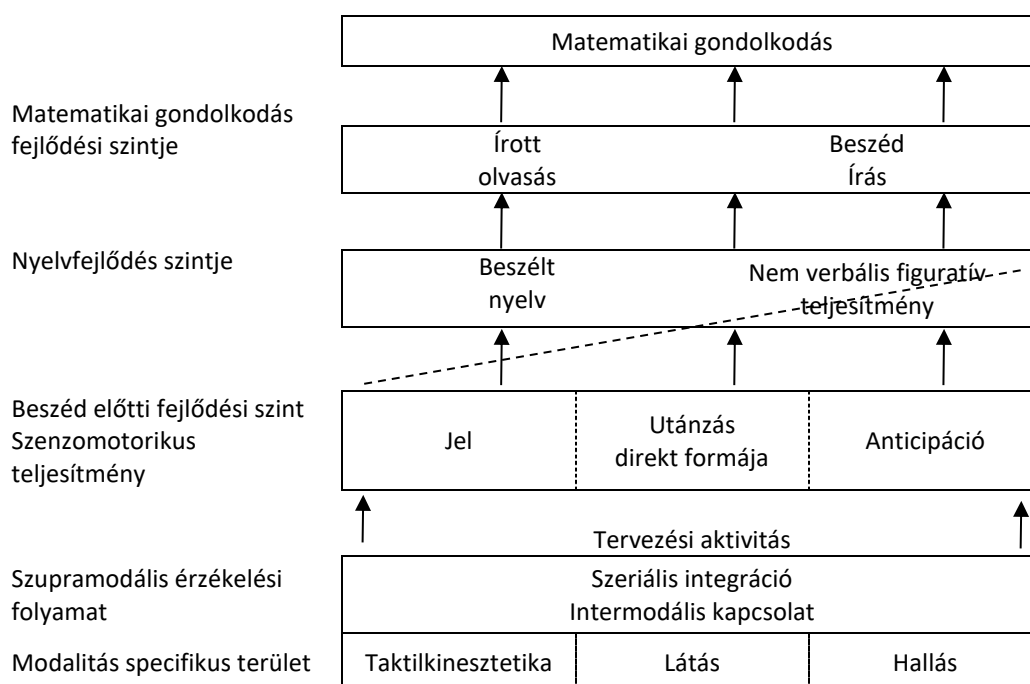 Matematikai gondolkodás
Matematikai gondolkodás
fejlődési szintje
Írott
olvasás
Beszéd
Írás
Nyelvfejlődés szintje
Beszélt
nyelv
Nem verbális figuratív
teljesítmény
Beszéd előtti fejlődési szint
Szenzomotorikus
teljesítmény
Jel
Utánzás
direkt formája
Anticipáció
Tervezési aktivitás
Szupramodális érzékelési
folyamat
Szeriális integráció
Intermodális kapcsolat
Modalitás specifikus terület
Taktilkinesztetika
Látás
Hallás